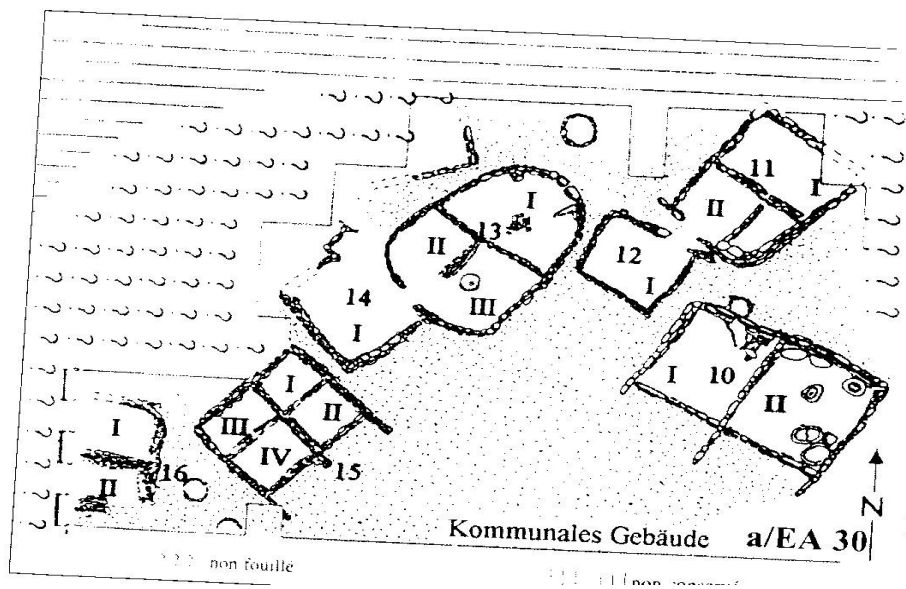 11
I
I
II
13
II
12
I
III
14
I
I
10
II
I
II
III
I
IV
16
II
15
Kommunales Gebäude a/EA 30
N
non fouillé
non